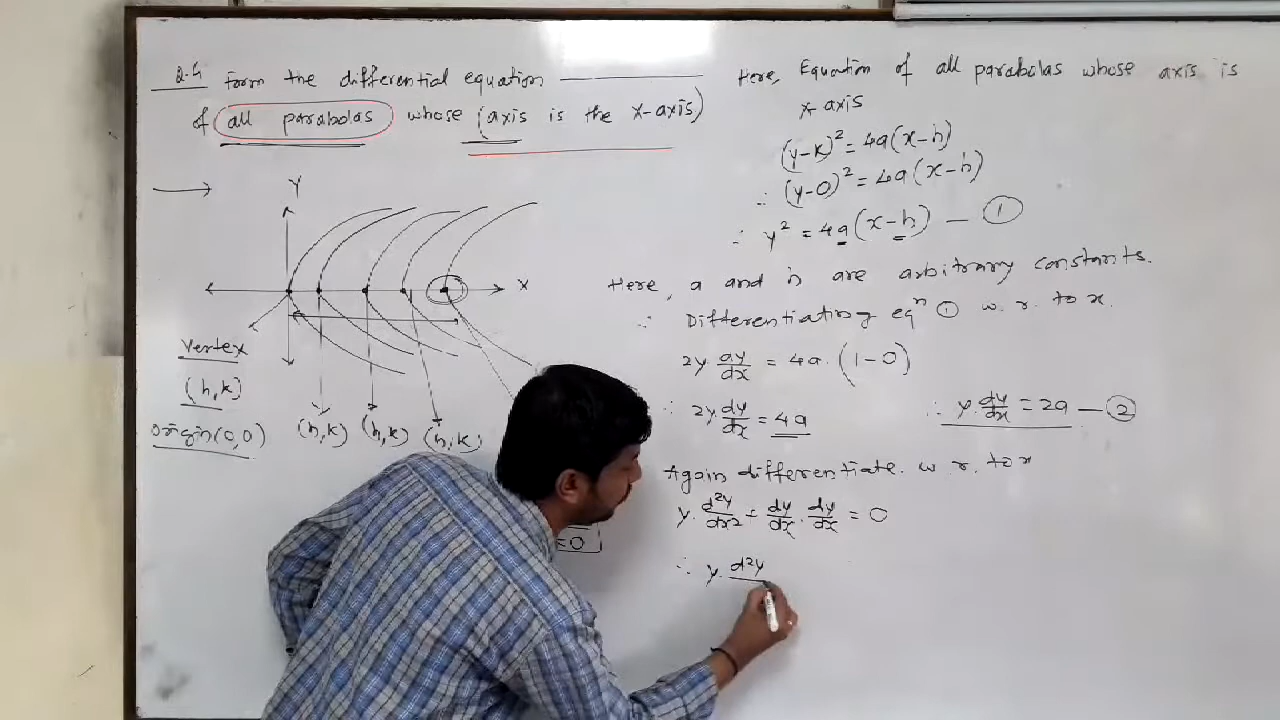 Q.4 Form the differential equation
of all parabolas whose (axis is the x-axis)
Y
X
Vertex
(h,k)
origin(0,0)
(h,k) (h,k) (h,k)
=0
Here, Equation of all parabolas whose axis is
x-axis
(y-k)² = 4a(x-h)
∴ (y-0)² = 4a(x-h)
∴ y² = 4a(x-h) — ①
Here, a and h are arbitrary constants.
∴ Differentiating eqⁿ ① w. r. to x.
2y. dy/dx = 4a. (1-0)
∴ 2y dy/dx = 4a
∴ y. dy/dx = 2a — ②
Again differentiate. w r. to x
y. d²y/dx² + dy/dx . dy/dx = 0
∴ y. d²y